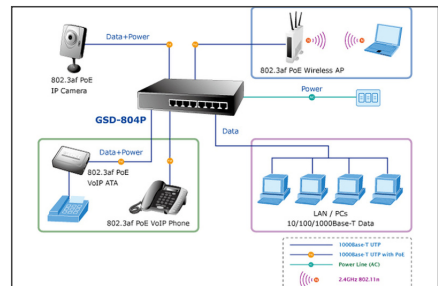 Data+Power
802.3af PoE
IP Camera
802.3af PoE Wireless AP
Power
GSD-804P
Data
Data+Power
802.3af PoE
VoIP ATA
802.3af PoE VoIP Phone
LAN / PCs
10/100/1000Base-T Data
1000Base-T UTP
1000Base-T UTP with PoE
Power Line (AC)
2.4GHz 802.11n